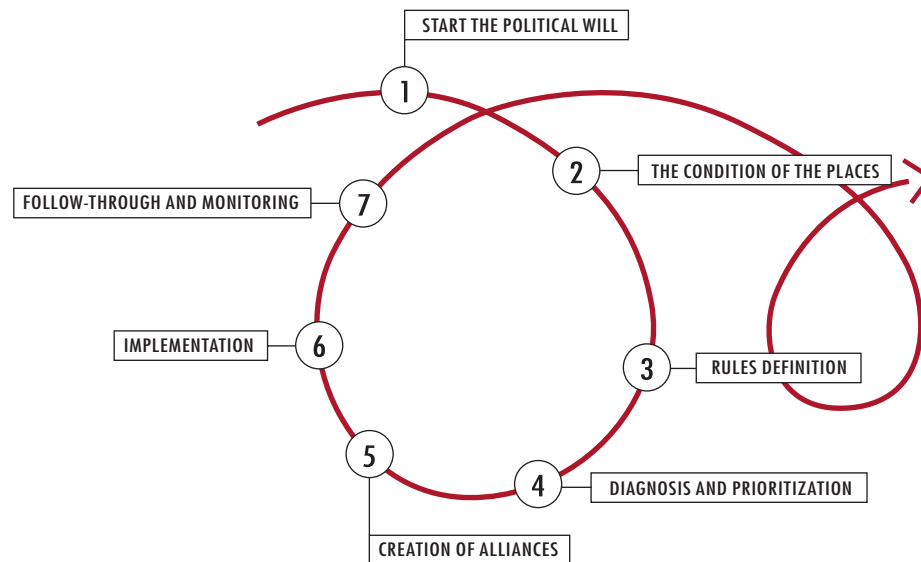 1
START THE POLITICAL WILL
2
THE CONDITION OF THE PLACES
3
RULES DEFINITION
4
DIAGNOSIS AND PRIORITIZATION
5
CREATION OF ALLIANCES
6
IMPLEMENTATION
7
FOLLOW-THROUGH AND MONITORING